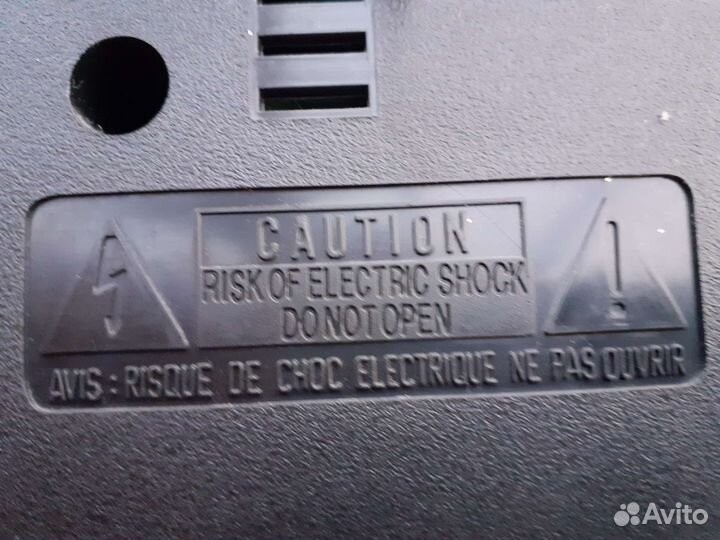 CAUTION
RISK OF ELECTRIC SHOCK
DO NOT OPEN
AVIS : RISQUE DE CHOC ELECTRIQUE NE PAS OUVRIR
Avito